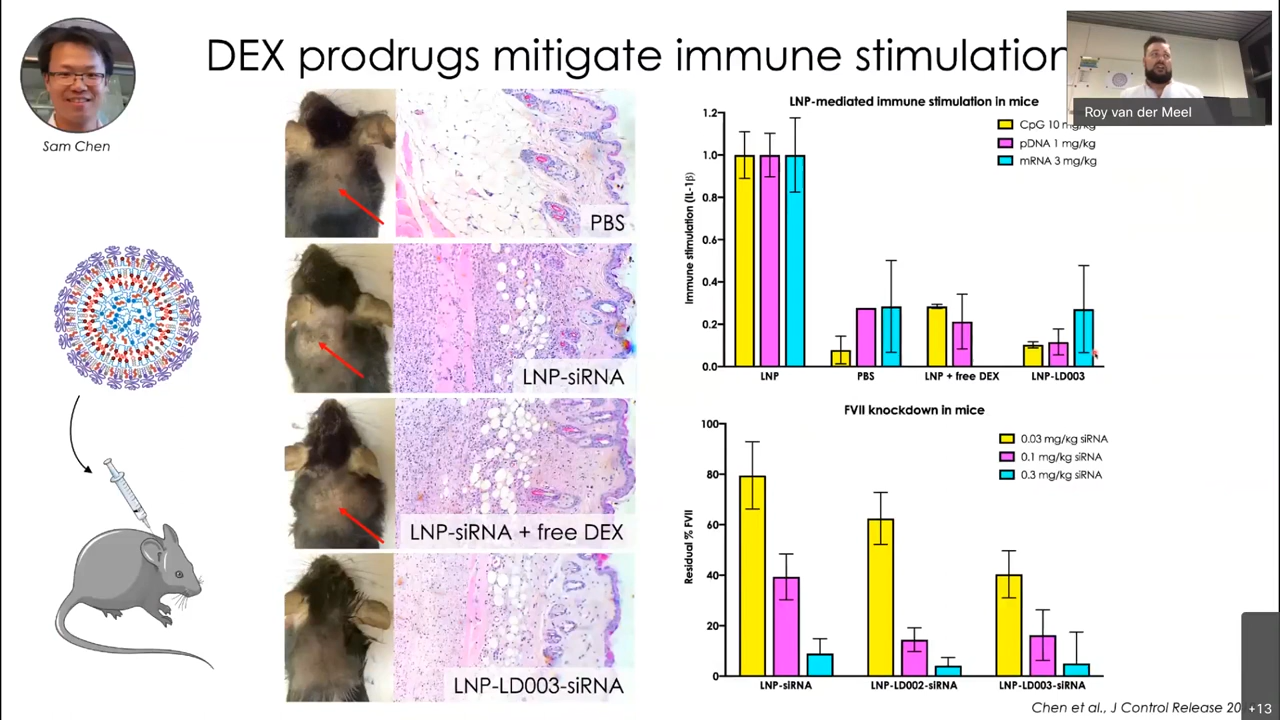 DEX prodrugs mitigate immune stimulation
Roy van der Meel
Sam Chen
PBS
LNP-siRNA
LNP-siRNA + free DEX
LNP-LD003-siRNA
LNP-mediated immune stimulation in mice
CpG 10 mg/kg
pDNA 1 mg/kg
mRNA 3 mg/kg
Immune stimulation (IL-1β)
1.2
1.0
0.8
0.6
0.4
0.2
0.0
LNP
PBS
LNP + free DEX
LNP-LD003
FVII knockdown in mice
0.03 mg/kg siRNA
0.1 mg/kg siRNA
0.3 mg/kg siRNA
Residual % FVII
100
80
60
40
20
0
LNP-siRNA
LNP-LD002-siRNA
LNP-LD003-siRNA
Chen et al., J Control Release 20
+13